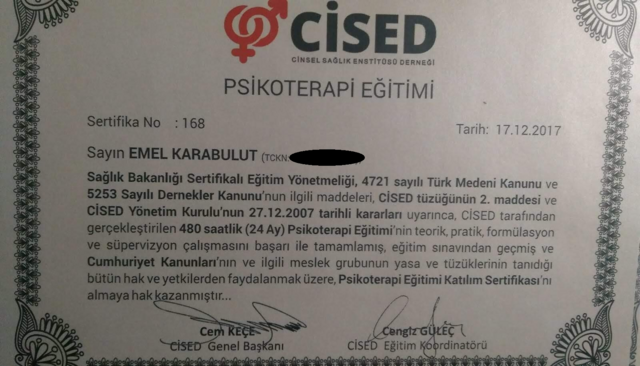 CİSED
CİNSEL SAĞLIK ENSTİTÜSÜ DERNEĞİ
PSİKOTERAPİ EĞİTİMİ
Sertifika No : 168
Tarih: 17.12.2017
Sayın EMEL KARABULUT (TCKN:
Sağlık Bakanlığı Sertifikalı Eğitim Yönetmeliği, 4721 sayılı Türk Medeni Kanunu ve
5253 Sayılı Dernekler Kanunu'nun ilgili maddeleri, CİSED tüzüğünün 2. maddesi ve
CİSED Yönetim Kurulu'nun 27.12.2007 tarihli kararları uyarınca, CİSED tarafından
gerçekleştirilen 480 saatlik (24 Ay) Psikoterapi Eğitimi'nin teorik, pratik, formülasyon
ve süpervizyon çalışmasını başarı ile tamamlamış, eğitim sınavından geçmiş ve
Cumhuriyet Kanunları'nın ve ilgili meslek grubunun yasa ve tüzüklerinin tanıdığı
bütün hak ve yetkilerden faydalanmak üzere, Psikoterapi Eğitimi Katılım Sertifikası'nı
almaya hak kazanmıştır...
Cem KEÇE
CİSED Genel Başkanı
Cengiz GÜLEÇ
CİSED Eğitim Koordinatörü